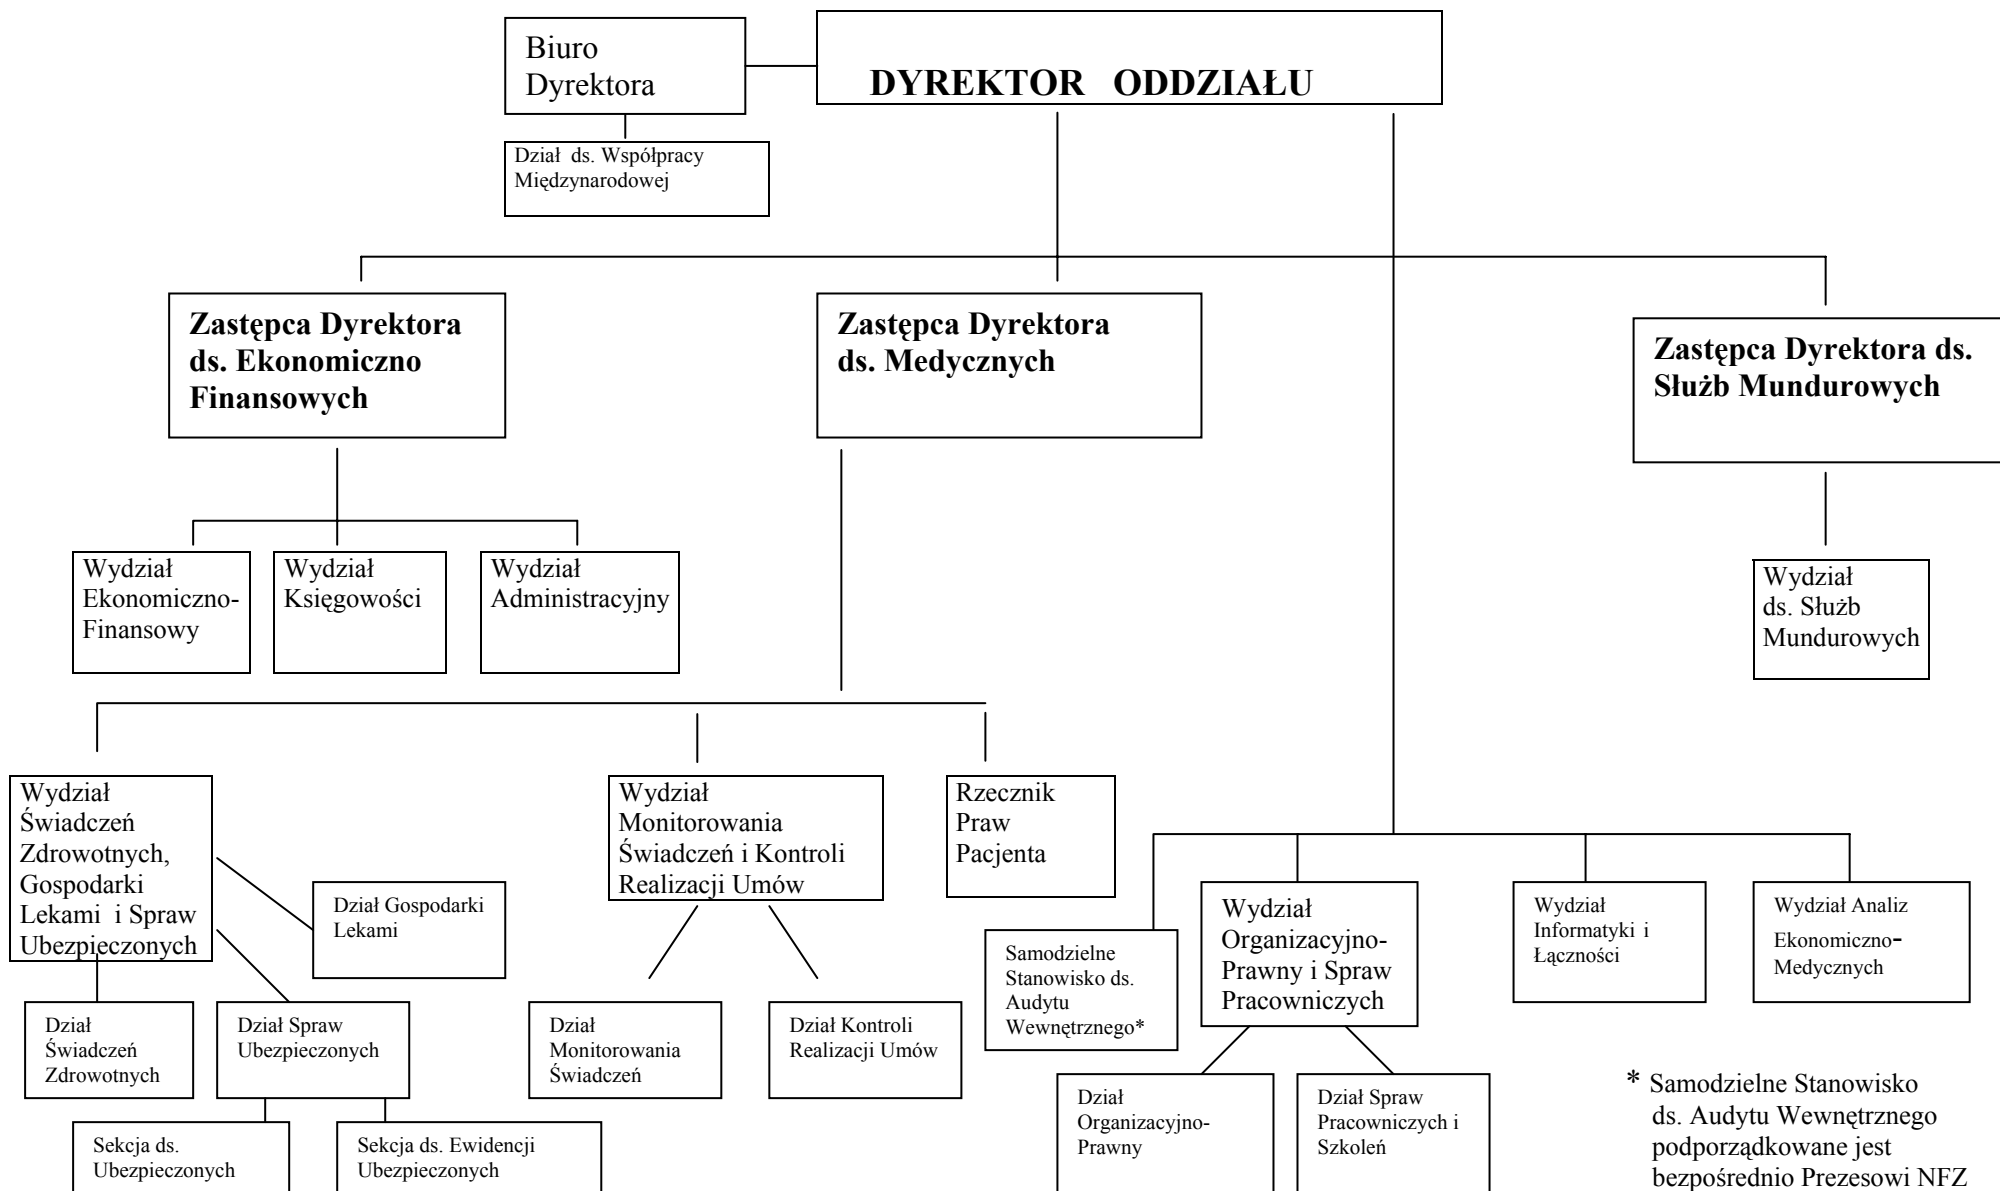 Biuro
Dyrektora
DYREKTOR ODDZIAŁU
Dział ds. Współpracy
Międzynarodowej
Zastępca Dyrektora
ds. Ekonomiczno
Finansowych
Zastępca Dyrektora
ds. Medycznych
Zastępca Dyrektora ds.
Służb Mundurowych
Wydział
Ekonomiczno-
Finansowy
Wydział
Księgowości
Wydział
Administracyjny
Wydział
ds. Służb
Mundurowych
Wydział
Świadczeń
Zdrowotnych,
Gospodarki
Lekami i Spraw
Ubezpieczonych
Dział Gospodarki
Lekami
Wydział
Monitorowania
Świadczeń i Kontroli
Realizacji Umów
Rzecznik
Praw
Pacjenta
Samodzielne
Stanowisko ds.
Audytu
Wewnętrznego*
Wydział
Organizacyjno-
Prawny i Spraw
Pracowniczych
Wydział
Informatyki i
Łączności
Wydział Analiz
Ekonomiczno-
Medycznych
Dział
Świadczeń
Zdrowotnych
Dział Spraw
Ubezpieczonych
Dział
Monitorowania
Świadczeń
Dział Kontroli
Realizacji Umów
Sekcja ds.
Ubezpieczonych
Sekcja ds. Ewidencji
Ubezpieczonych
Dział
Organizacyjno-
Prawny
Dział Spraw
Pracowniczych i
Szkoleń
* Samodzielne Stanowisko
ds. Audytu Wewnętrznego
podporządkowane jest
bezpośrednio Prezesowi NFZ